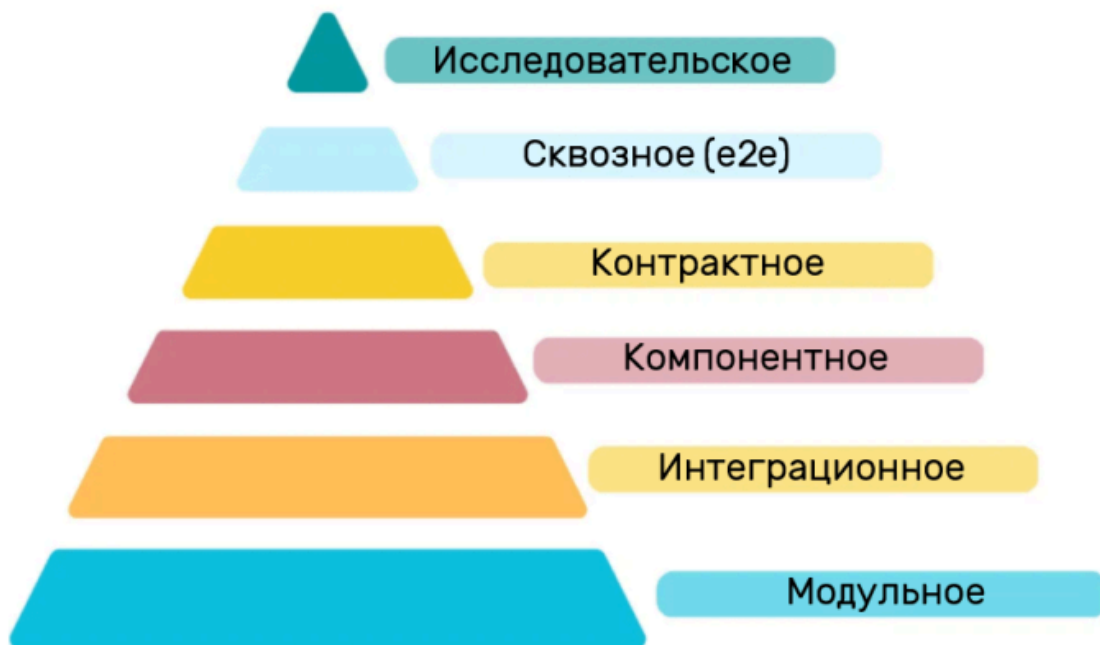 Исследовательское
Сквозное (e2e)
Контрактное
Компонентное
Интеграционное
Модульное